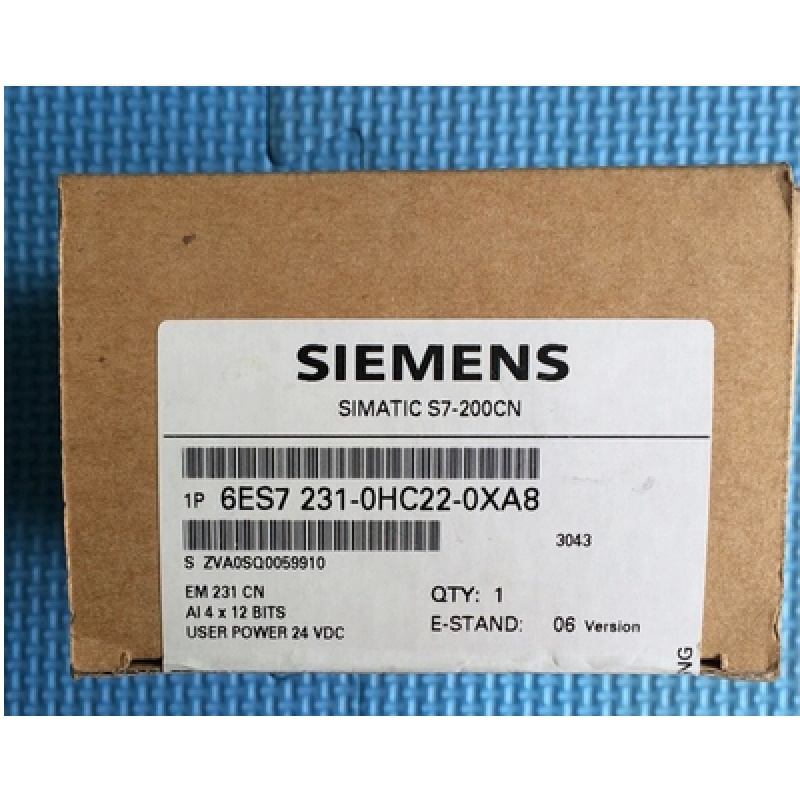 SIEMENS
SIMATIC S7-200CN
1P 6ES7 231-0HC22-0XA8
3043
S ZVA0SQ0059910
EM 231 CN
AI 4 x 12 BITS
USER POWER 24 VDC
QTY: 1
E-STAND: 06 Version
NG